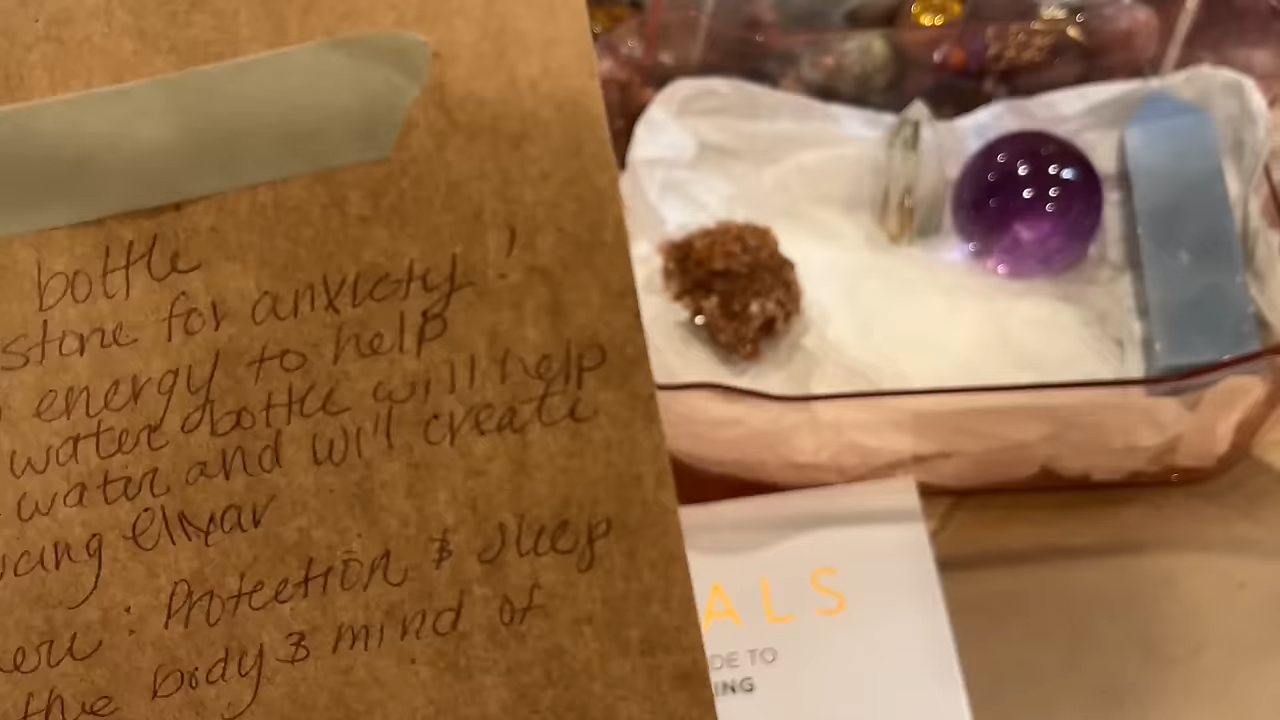 bottle
stone for anxiety!
energy to help
water bottle will help
water and will create
elixar
: Protection & sleep
the body & mind of
ALS
DE TO
ING